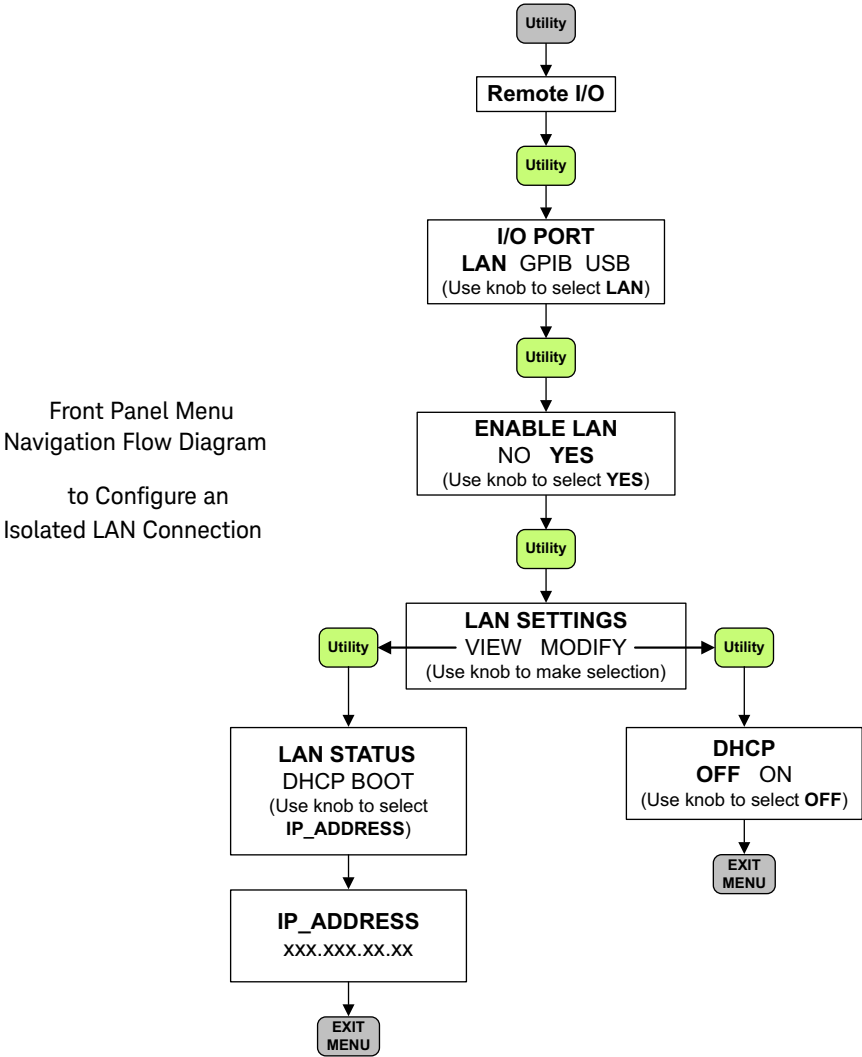 Utility
Remote I/O
Utility
I/O PORT
LAN GPIB USB
(Use knob to select LAN)
Utility
Front Panel Menu
Navigation Flow Diagram
to Configure an
Isolated LAN Connection
ENABLE LAN
NO YES
(Use knob to select YES)
Utility
LAN SETTINGS
Utility
VIEW MODIFY
Utility
(Use knob to make selection)
LAN STATUS
DHCP BOOT
(Use knob to select
IP_ADDRESS)
DHCP
OFF ON
(Use knob to select OFF)
EXIT
MENU
IP_ADDRESS
xxx.xxx.xx.xx
EXIT
MENU